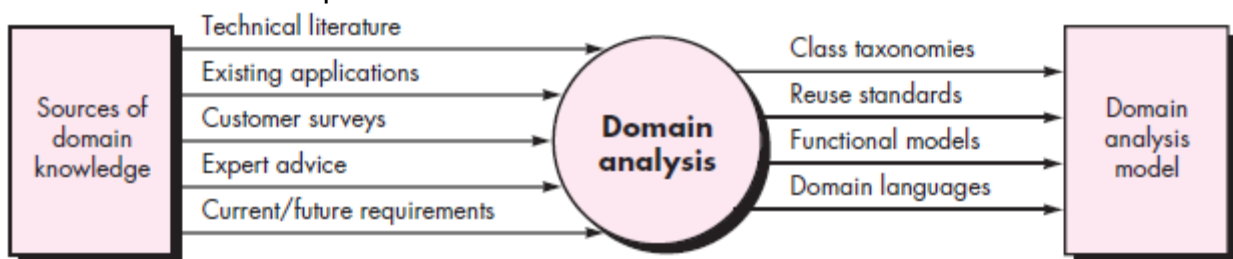 Sources of
domain
knowledge
Technical literature
Existing applications
Customer surveys
Expert advice
Current/future requirements
Domain
analysis
Class taxonomies
Reuse standards
Functional models
Domain languages
Domain
analysis
model